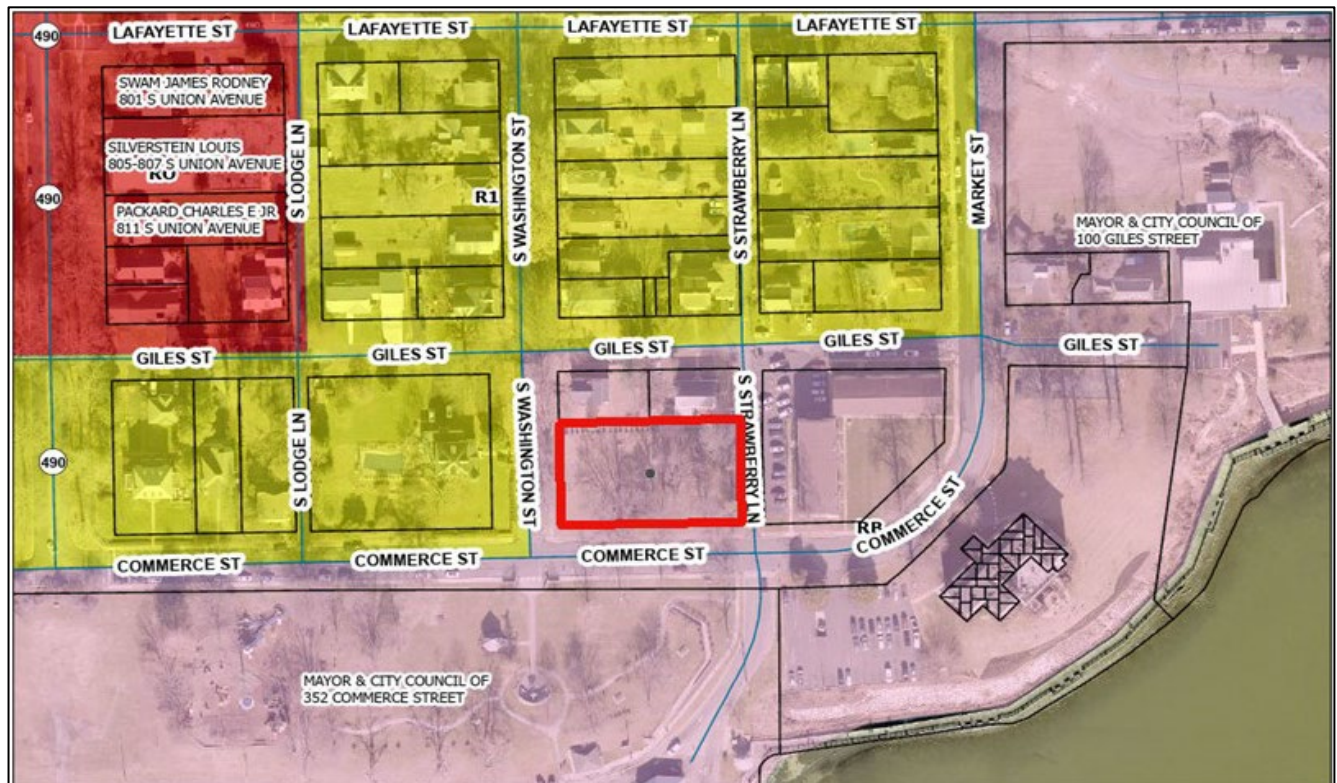 490
LAFAYETTE ST
LAFAYETTE ST
LAFAYETTE ST
LAFAYETTE ST
SWAM JAMES RODNEY
801 S UNION AVENUE
SILVERSTEIN LOUIS
805-807 S UNION AVENUE
RO
490
PACKARD CHARLES E JR
811 S UNION AVENUE
S LODGE LN
R1
S WASHINGTON ST
S STRAWBERRY LN
MARKET ST
MAYOR & CITY COUNCIL OF
100 GILES STREET
GILES ST
GILES ST
GILES ST
GILES ST
GILES ST
490
S LODGE LN
S WASHINGTON ST
S STRAWBERRY LN
RB
COMMERCE ST
COMMERCE ST
COMMERCE ST
COMMERCE ST
MAYOR & CITY COUNCIL OF
352 COMMERCE STREET